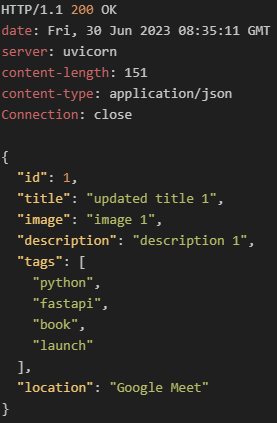 HTTP/1.1 200 OK
date: Fri, 30 Jun 2023 08:35:11 GMT
server: uvicorn
content-length: 151
content-type: application/json
Connection: close

{
  "id": 1,
  "title": "updated title 1",
  "image": "image 1",
  "description": "description 1",
  "tags": [
    "python",
    "fastapi",
    "book",
    "launch"
  ],
  "location": "Google Meet"
}